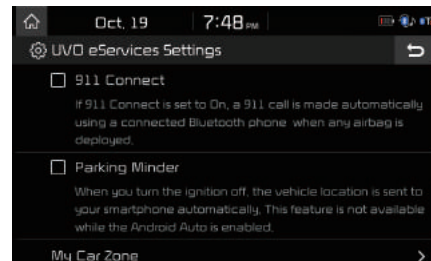 Oct. 19 7:48 PM
UVO eServices Settings
911 Connect
If 911 Connect is set to On, a 911 call is made automatically
using a connected Bluetooth phone when any airbag is
deployed.
Parking Minder
When you turn the ignition off, the vehicle location is sent to
your smartphone automatically. This feature is not available
while the Android Auto is enabled.
My Car Zone